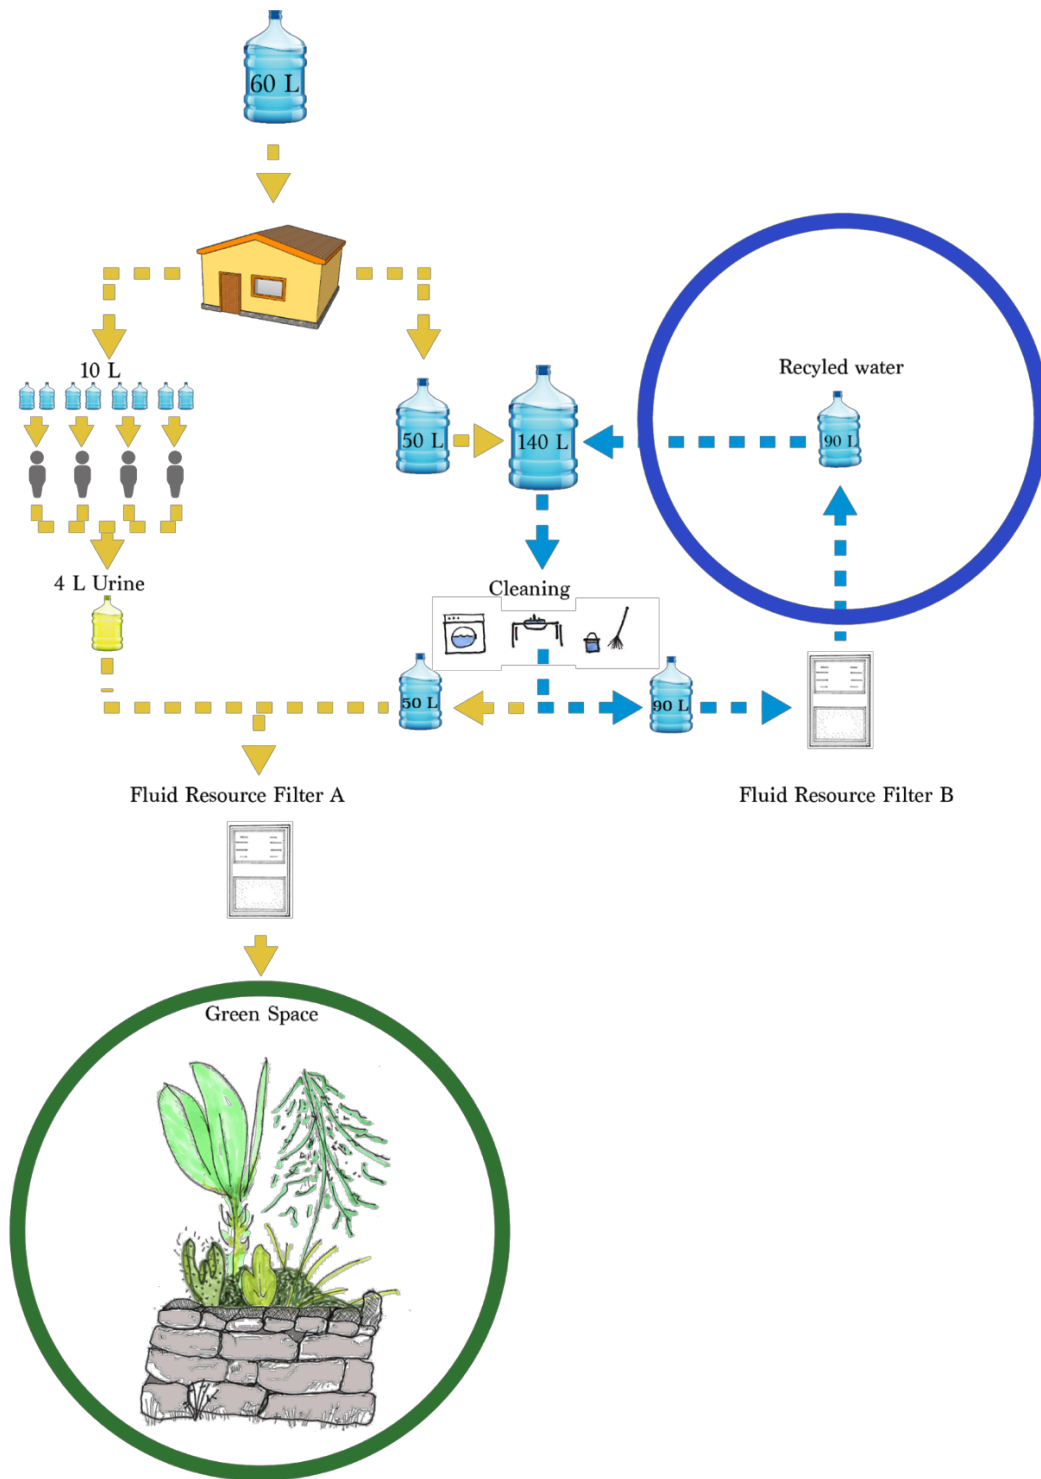 60 L
10 L
50 L
140 L
Recyled water
90 L
4 L Urine
Cleaning
50 L
90 L
Fluid Resource Filter A
Fluid Resource Filter B
Green Space